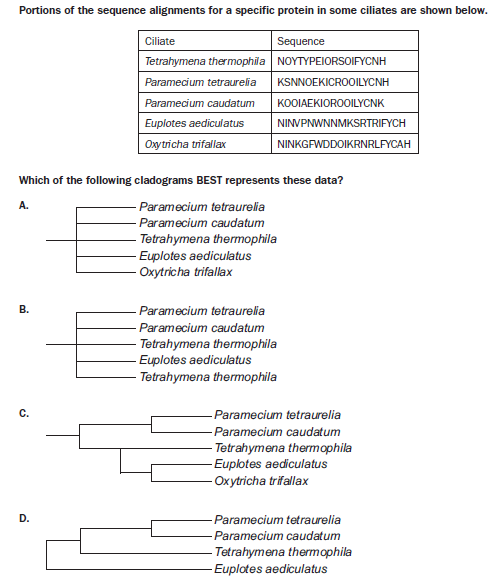 Portions of the sequence alignments for a specific protein in some ciliates are shown below.
Ciliate Sequence
Tetrahymena thermophila NOYTYPEIORSOIFYCNH
Paramecium tetraurelia KSNNOEKICROOILYCNH
Paramecium caudatum KOOIAEKIOROOILYCNK
Euplotes aediculatus NINVPNWNNMKSRTRIFYCH
Oxytricha trifallax NINKGFWDDOIKRNRLFYCAH
Which of the following cladograms BEST represents these data?
A.
Paramecium tetraurelia
Paramecium caudatum
Tetrahymena thermophila
Euplotes aediculatus
Oxytricha trifallax
B.
Paramecium tetraurelia
Paramecium caudatum
Tetrahymena thermophila
Euplotes aediculatus
Tetrahymena thermophila
C.
Paramecium tetraurelia
Paramecium caudatum
Tetrahymena thermophila
Euplotes aediculatus
Oxytricha trifallax
D.
Paramecium tetraurelia
Paramecium caudatum
Tetrahymena thermophila
Euplotes aediculatus